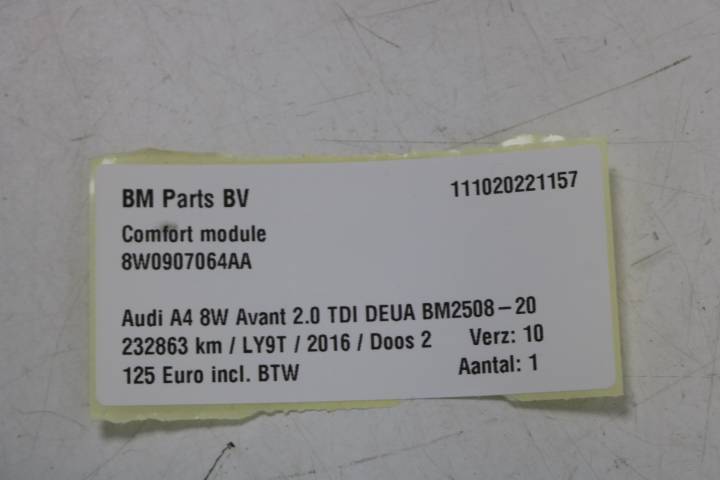 BM Parts BV 111020221157
Comfort module
8W0907064AA
Audi A4 8W Avant 2.0 TDI DEUA BM2508-20
232863 km / LY9T / 2016 / Doos 2 Verz: 10
125 Euro incl. BTW Aantal: 1